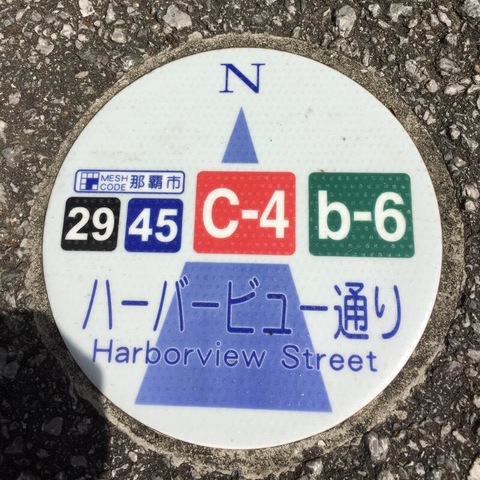 N
MESH CODE 那覇市
29 45 C-4 b-6
ハーバービュー通り
Harborview Street